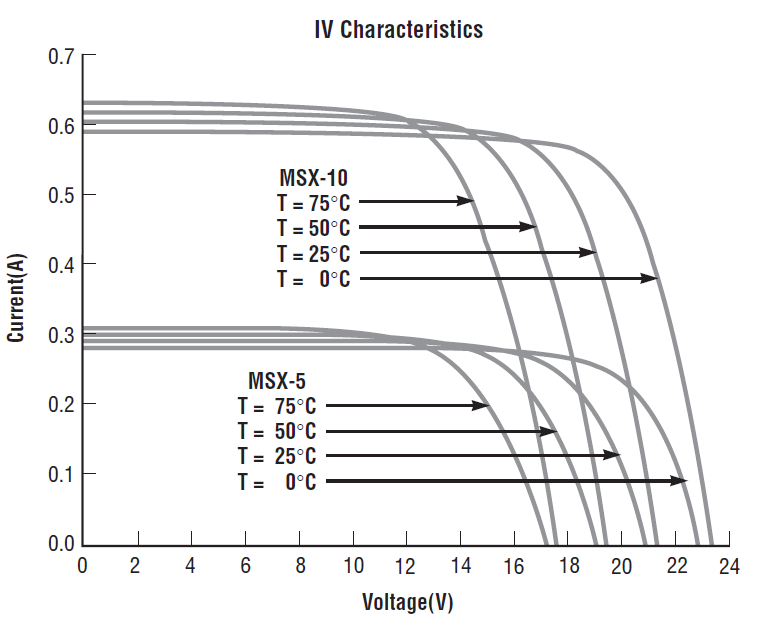 IV Characteristics
0.7
0.6
0.5
0.4
0.3
0.2
0.1
0.0
Current(A)
MSX-10
T = 75°C
T = 50°C
T = 25°C
T = 0°C
MSX-5
T = 75°C
T = 50°C
T = 25°C
T = 0°C
0 2 4 6 8 10 12 14 16 18 20 22 24
Voltage(V)